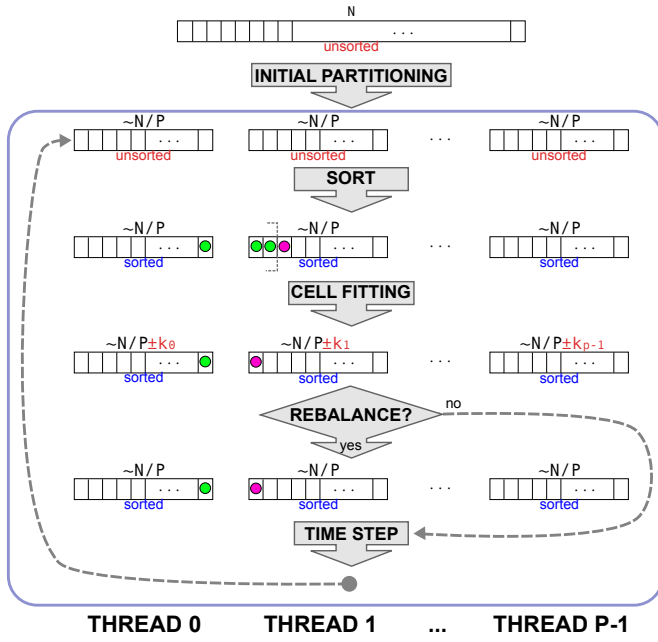 N
...
unsorted
INITIAL PARTITIONING
~N/P ~N/P ~N/P
... ... ... ...
unsorted unsorted unsorted
SORT
~N/P ~N/P ~N/P
... ... ... ...
sorted sorted sorted
CELL FITTING
~N/P±k₀ ~N/P±k₁ ~N/P±kₚ₋₁
... ... ... ...
sorted sorted sorted
no
REBALANCE?
yes
~N/P ~N/P ~N/P
... ... ... ...
sorted sorted sorted
TIME STEP
THREAD 0 THREAD 1 ... THREAD P-1